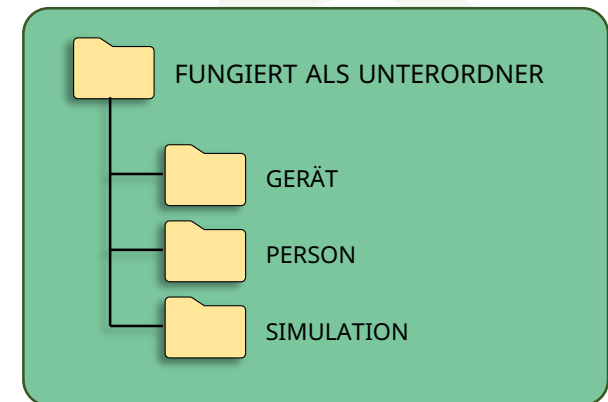 FUNGIERT ALS UNTERORDNER
GERÄT
PERSON
SIMULATION